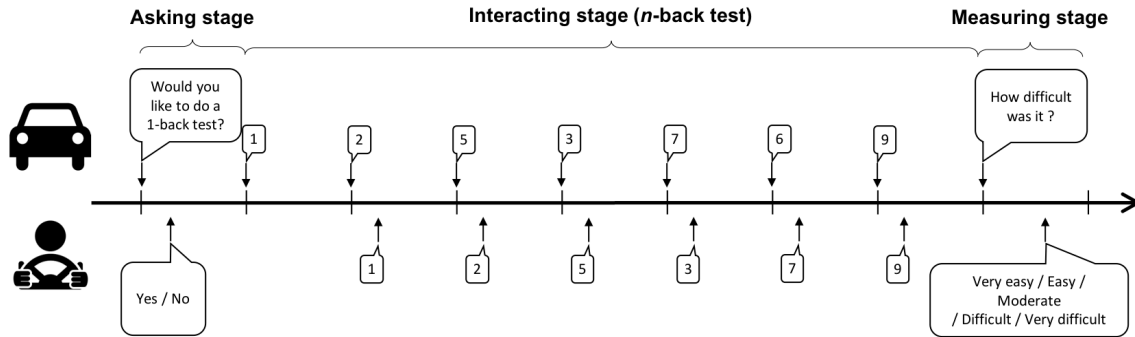 Asking stage
Interacting stage (n-back test)
Measuring stage
Would you
like to do a
1-back test?
How difficult
was it ?
1
2
5
3
7
6
9
1
2
5
3
7
9
Yes / No
Very easy / Easy /
Moderate
/ Difficult / Very difficult